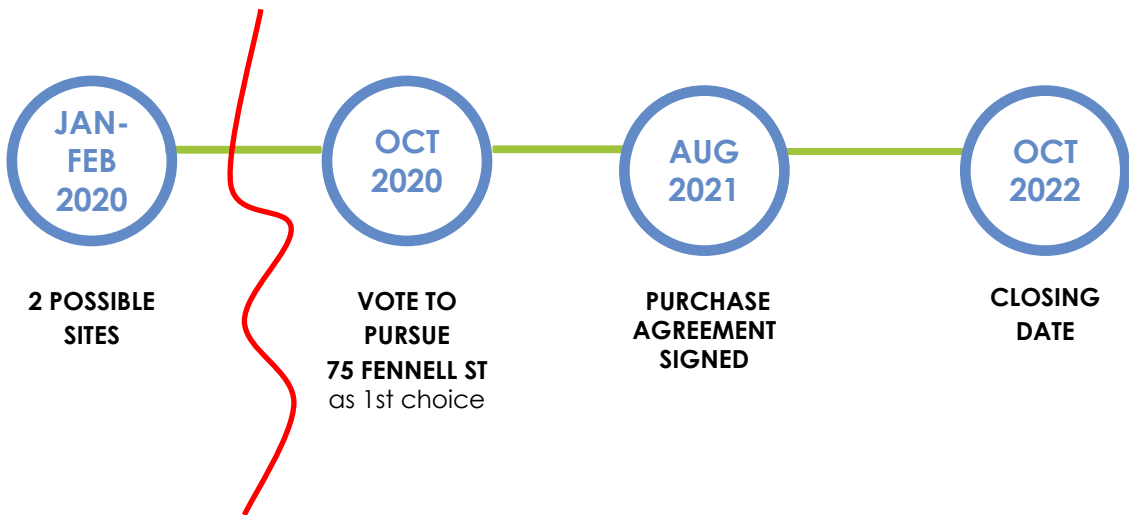 JAN-
FEB
2020
OCT
2020
AUG
2021
OCT
2022
2 POSSIBLE
SITES
VOTE TO
PURSUE
75 FENNELL ST
as 1st choice
PURCHASE
AGREEMENT
SIGNED
CLOSING
DATE